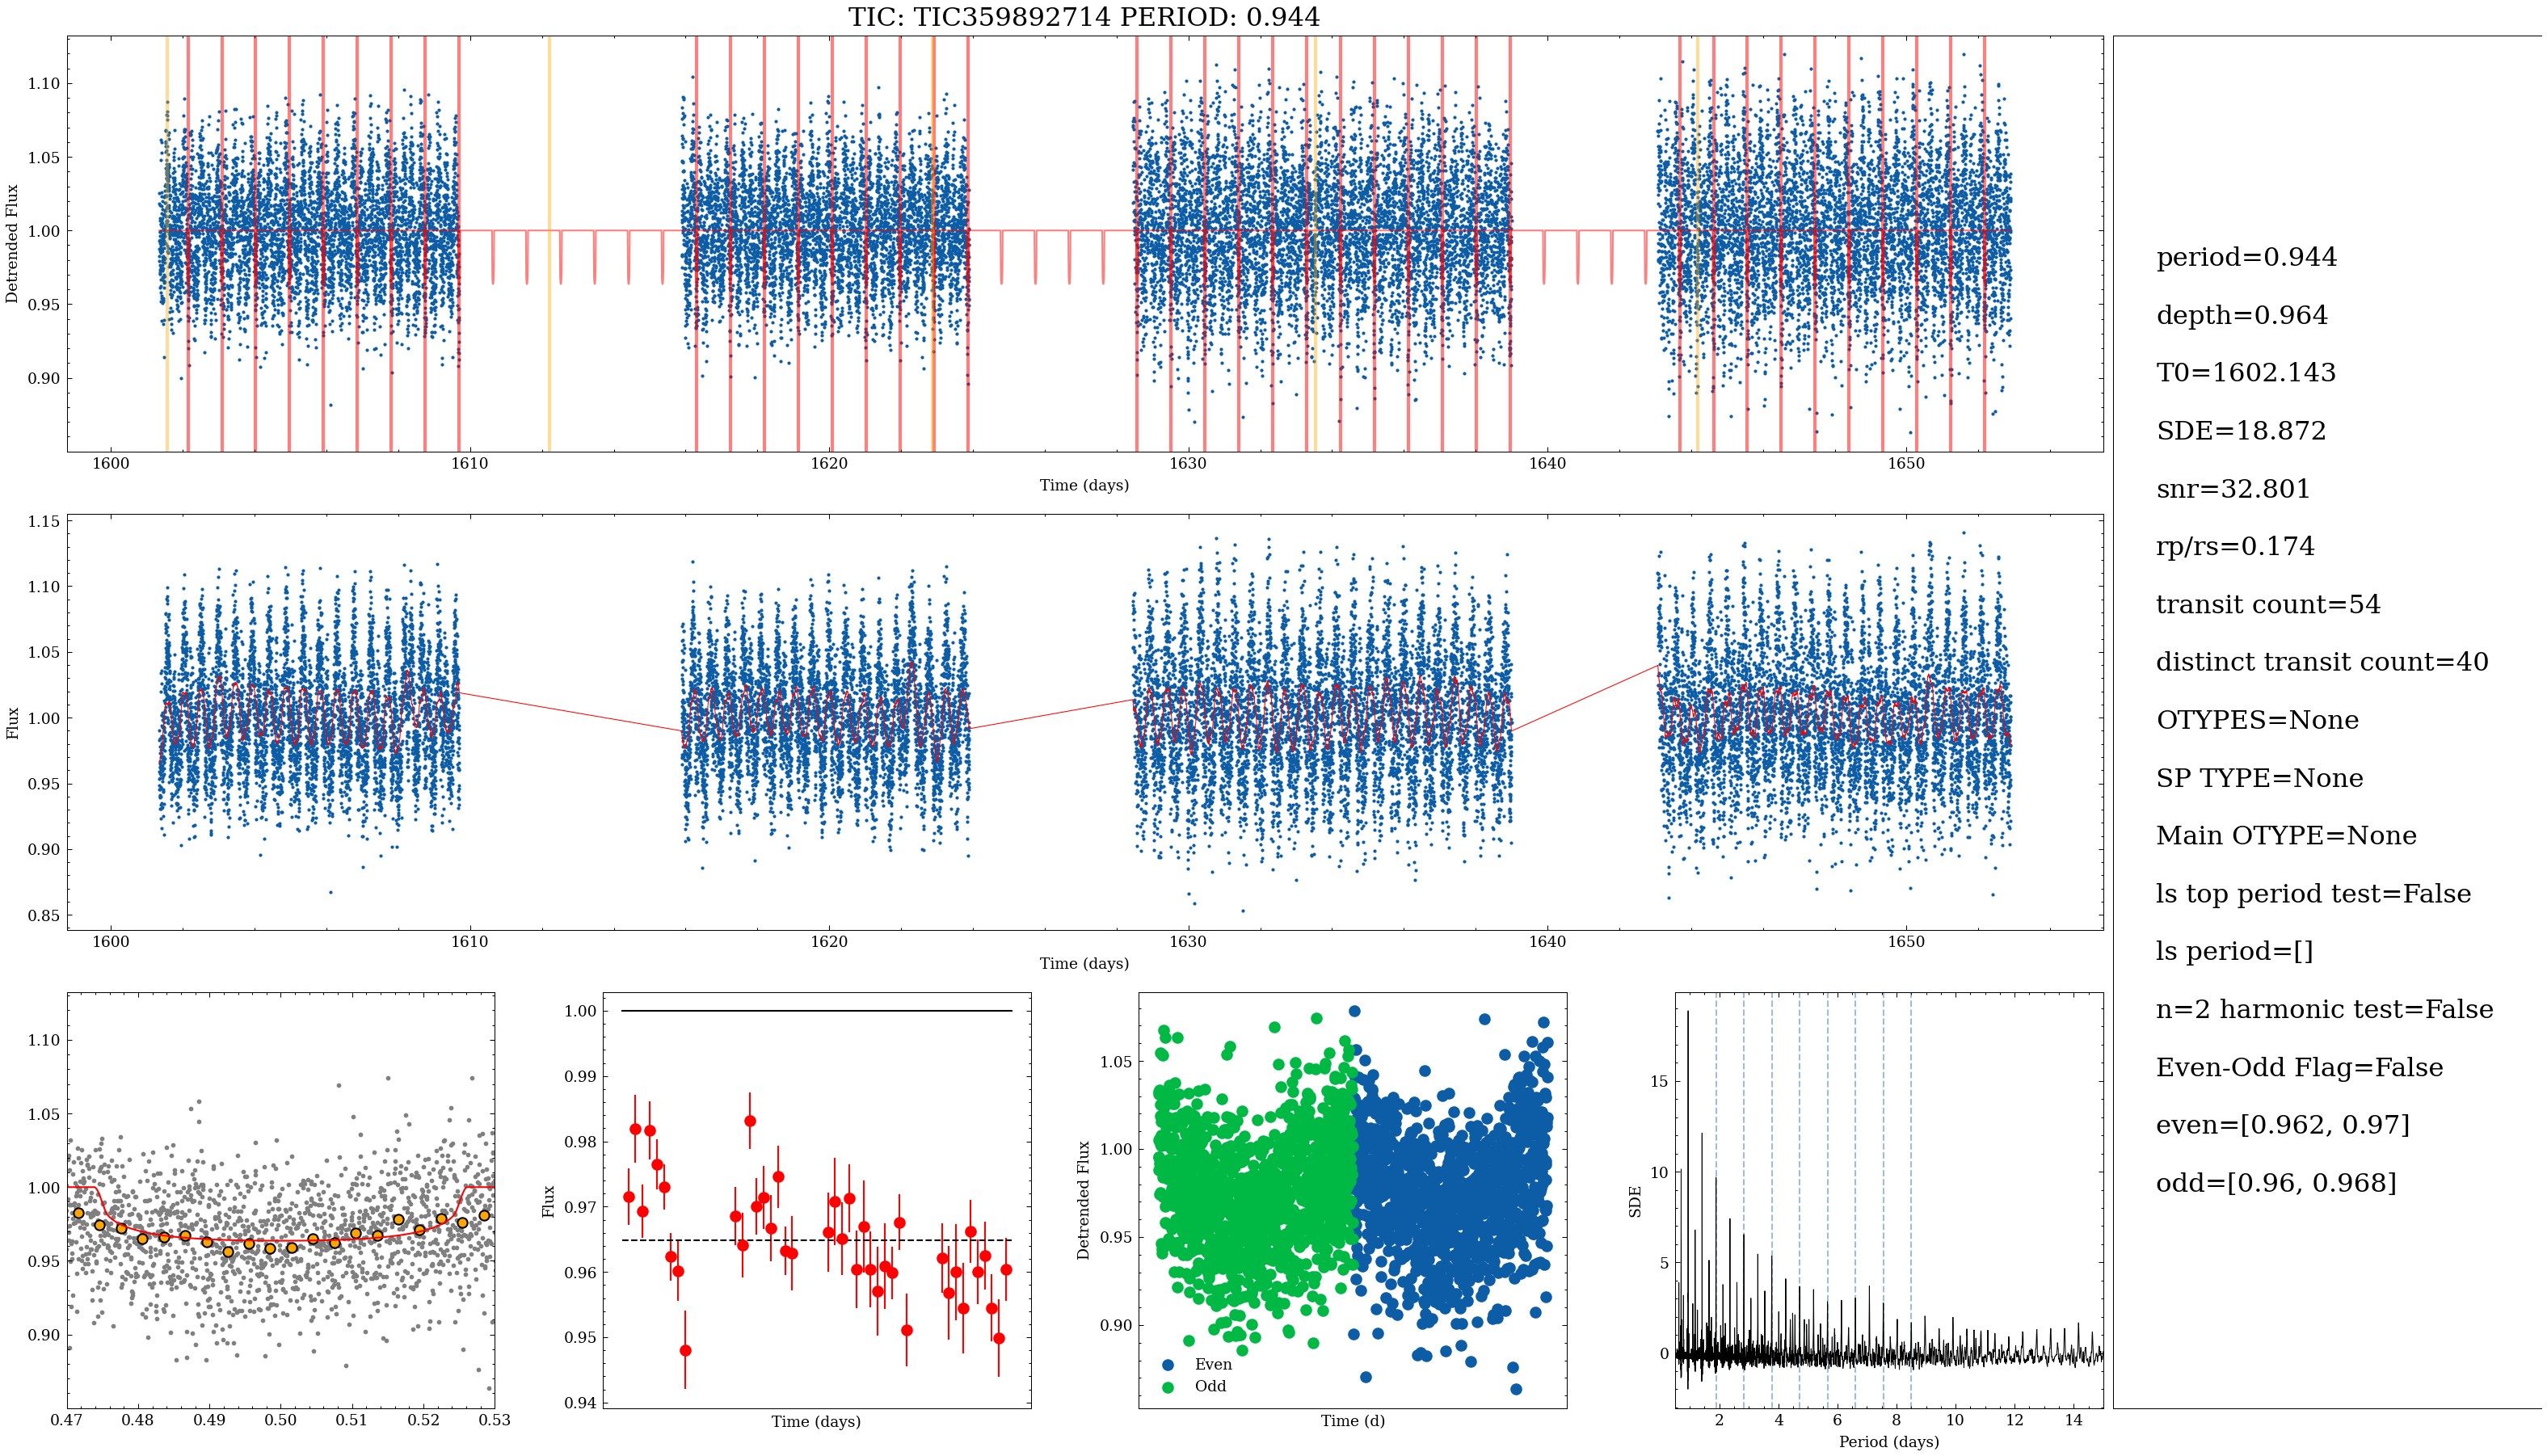 TIC: TIC359892714 PERIOD: 0.944
Detrended Flux
1.10
1.05
1.00
0.95
0.90
1600
1610
1620
1630
1640
1650
Time (days)
Flux
1.15
1.10
1.05
1.00
0.95
0.90
0.85
1600
1610
1620
1630
1640
1650
Time (days)
1.10
1.05
1.00
0.95
0.90
0.47
0.48
0.49
0.50
0.51
0.52
0.53
Flux
1.00
0.99
0.98
0.97
0.96
0.95
0.94
Time (days)
Detrended Flux
1.05
1.00
0.95
0.90
Even
Odd
Time (d)
SDE
15
10
5
0
2
4
6
8
10
12
14
Period (days)
period=0.944
depth=0.964
T0=1602.143
SDE=18.872
snr=32.801
rp/rs=0.174
transit count=54
distinct transit count=40
OTYPES=None
SP TYPE=None
Main OTYPE=None
ls top period test=False
ls period=[]
n=2 harmonic test=False
Even-Odd Flag=False
even=[0.962, 0.97]
odd=[0.96, 0.968]